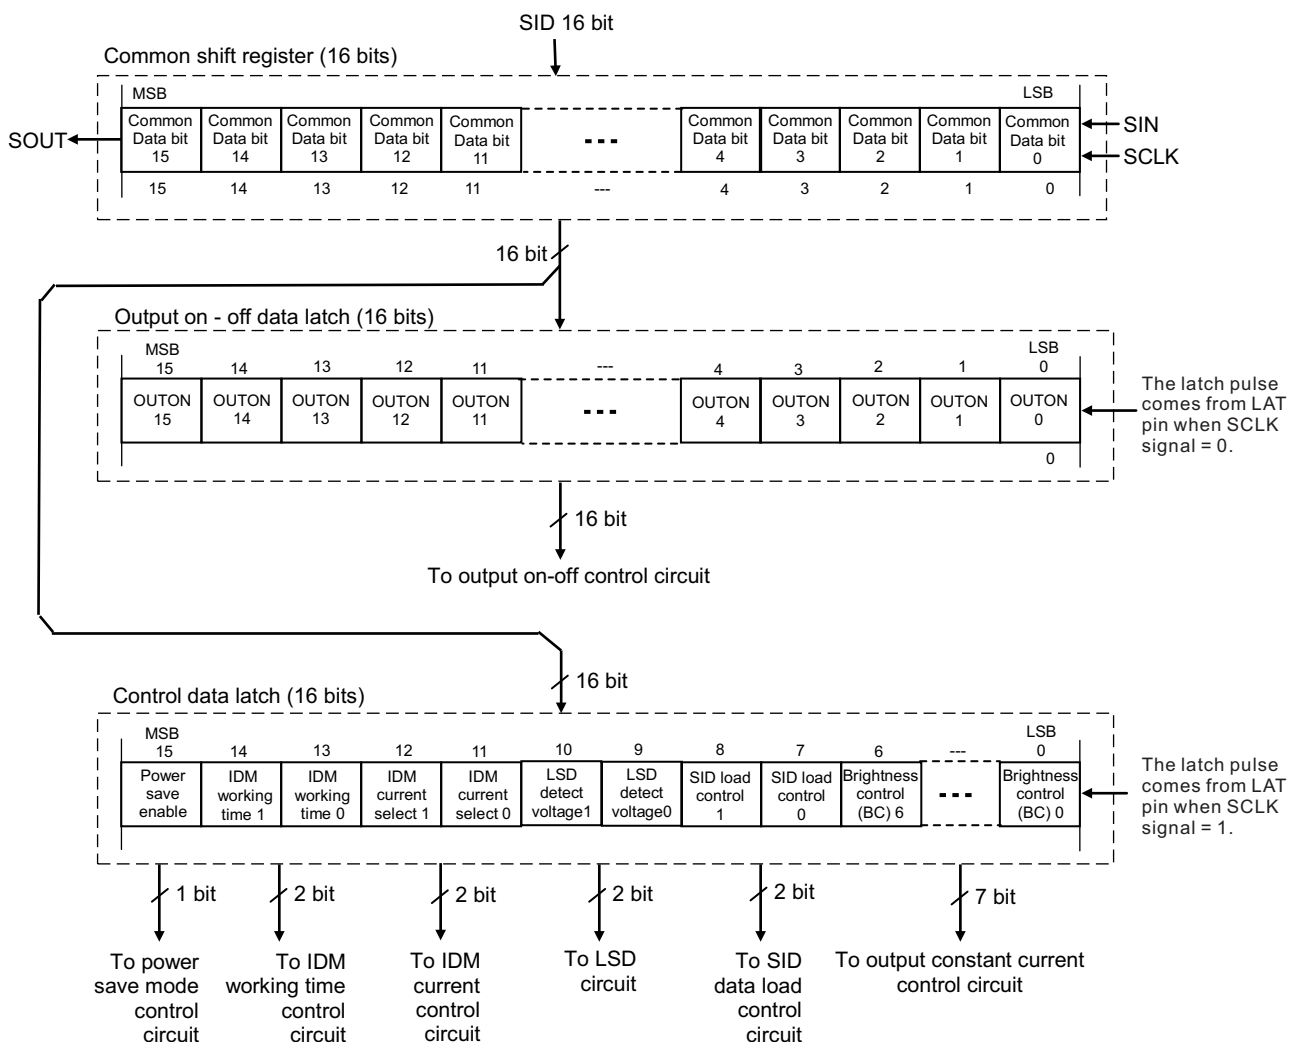 SID 16 bit
Common shift register (16 bits)
MSB LSB
Common Data bit 15
Common Data bit 14
Common Data bit 13
Common Data bit 12
Common Data bit 11
---
Common Data bit 4
Common Data bit 3
Common Data bit 2
Common Data bit 1
Common Data bit 0
SOUT
SIN
SCLK
15 14 13 12 11 --- 4 3 2 1 0
16 bit
Output on - off data latch (16 bits)
MSB LSB
15 14 13 12 11 --- 4 3 2 1 0
OUTON 15
OUTON 14
OUTON 13
OUTON 12
OUTON 11
---
OUTON 4
OUTON 3
OUTON 2
OUTON 1
OUTON 0
0
The latch pulse
comes from LAT
pin when SCLK
signal = 0.
16 bit
To output on-off control circuit
16 bit
Control data latch (16 bits)
MSB LSB
15 14 13 12 11 10 9 8 7 6 --- 0
Power save enable
IDM working time 1
IDM working time 0
IDM current select 1
IDM current select 0
LSD detect voltage1
LSD detect voltage0
SID load control 1
SID load control 0
Brightness control (BC) 6
---
Brightness control (BC) 0
The latch pulse
comes from LAT
pin when SCLK
signal = 1.
1 bit 2 bit 2 bit 2 bit 2 bit 7 bit
To power save mode control circuit
To IDM working time control circuit
To IDM current control circuit
To LSD circuit
To SID data load control circuit
To output constant current control circuit